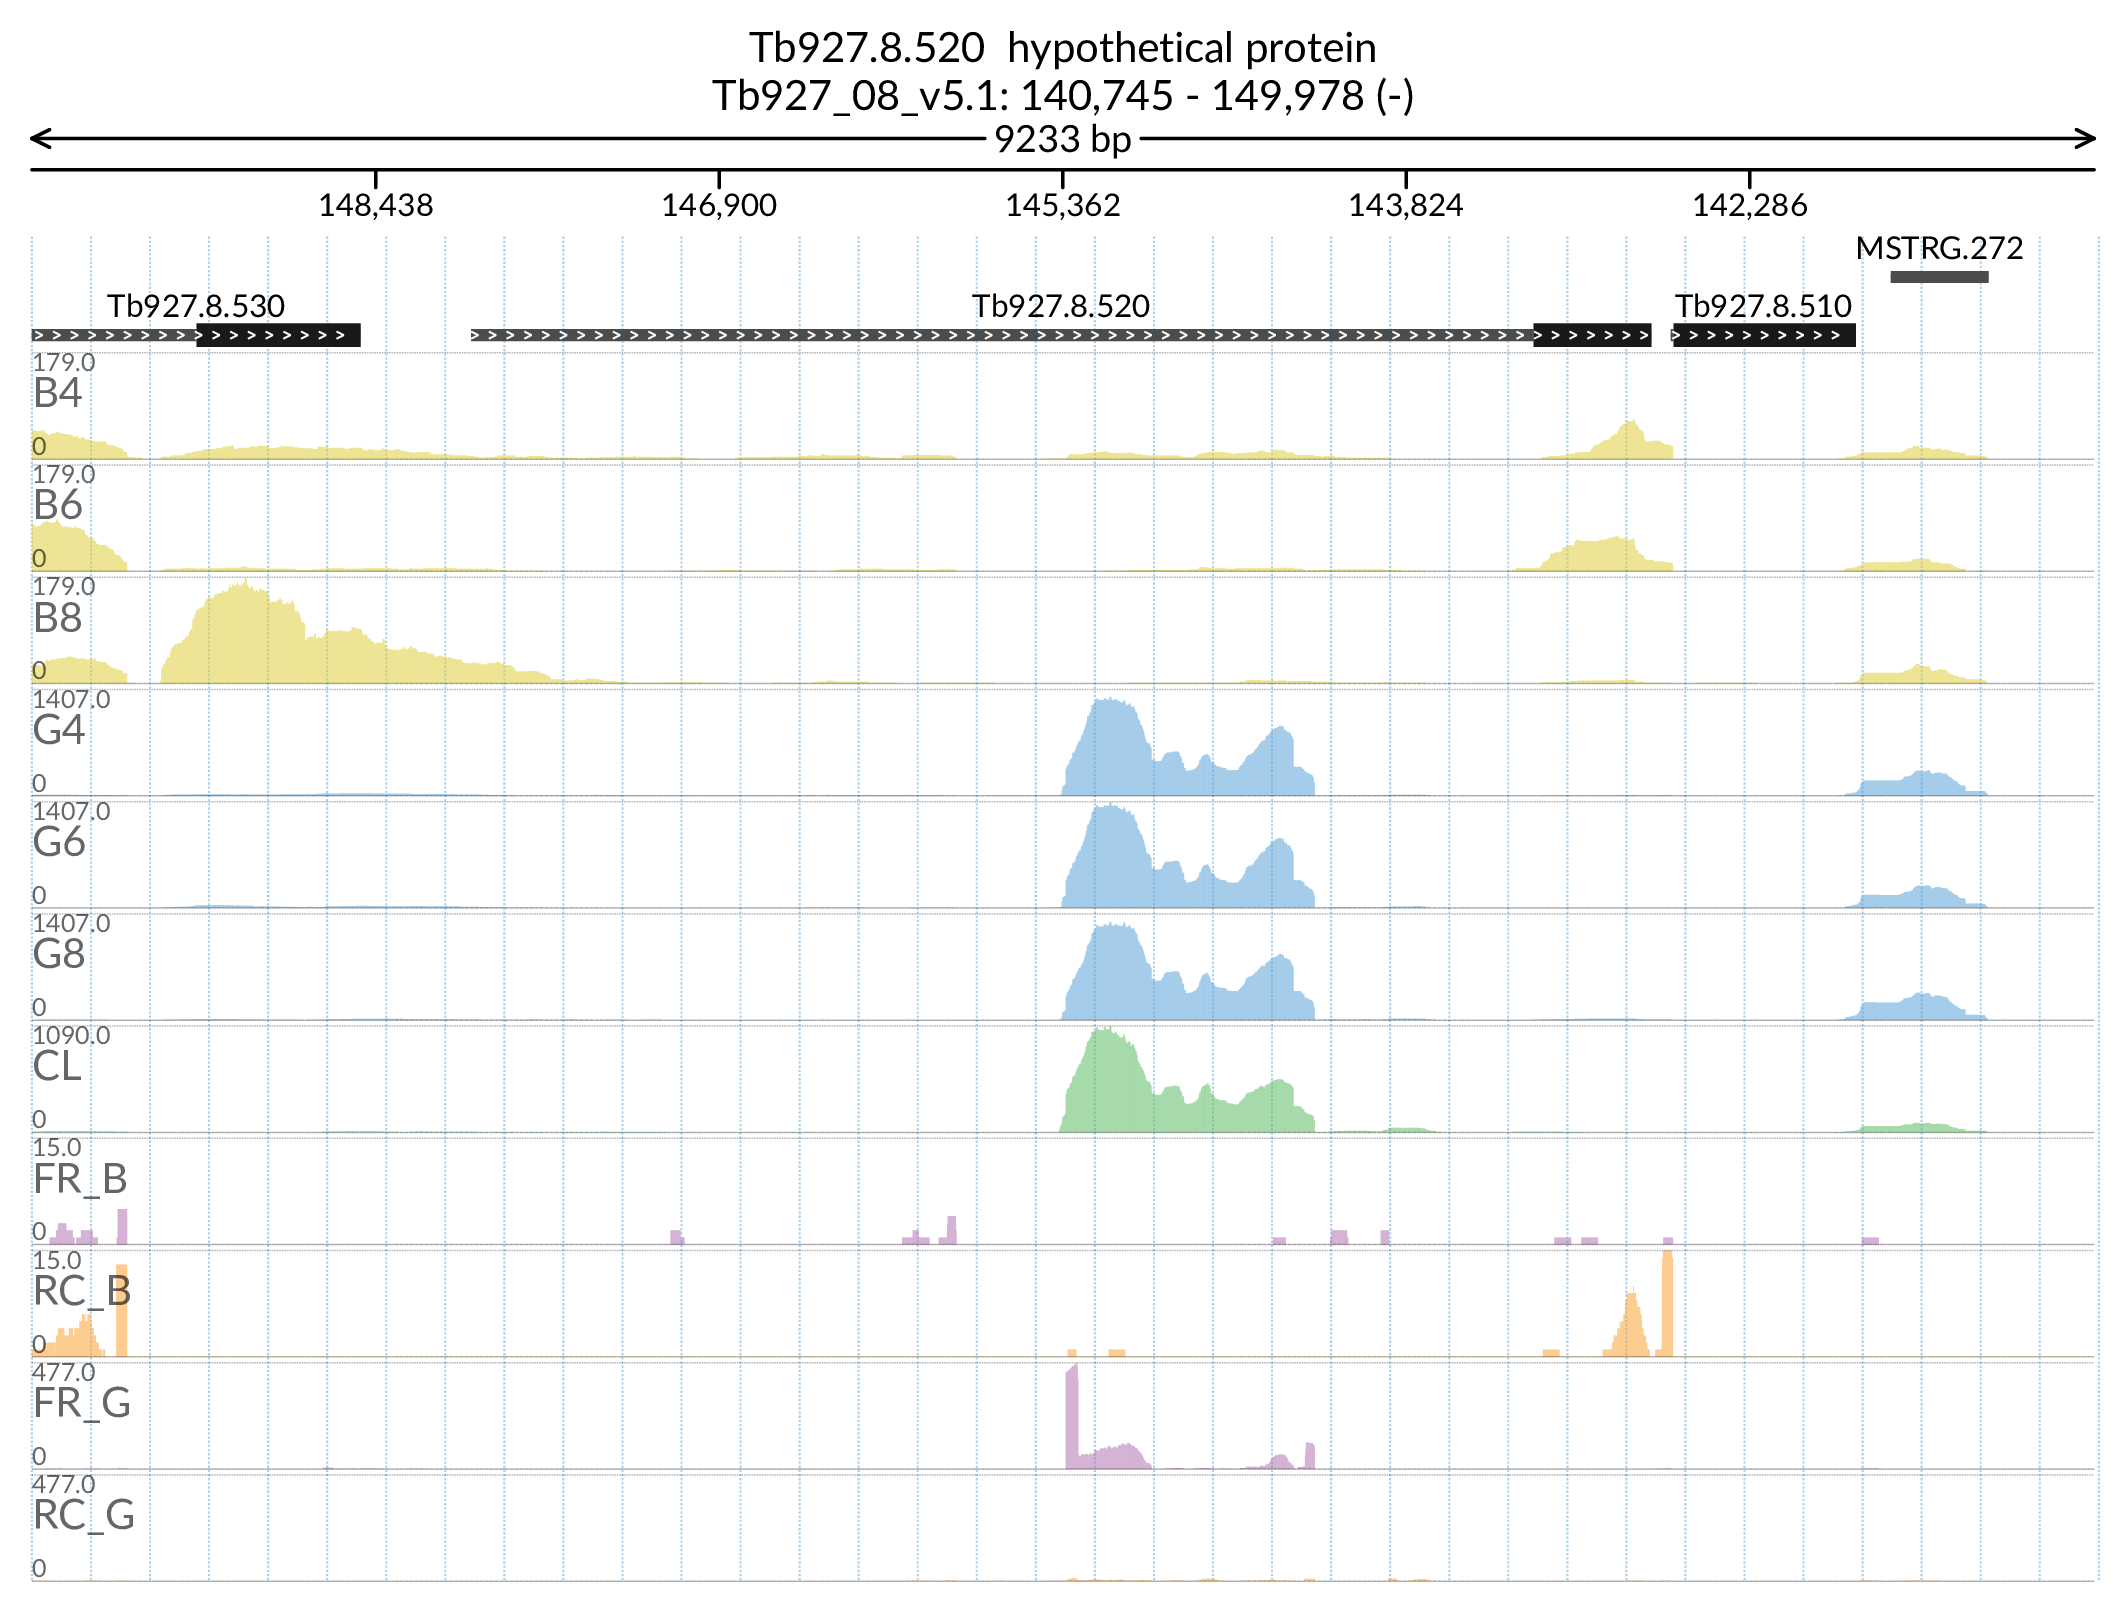 Tb927.8.520 hypothetical protein
Tb927_08_v5.1: 140,745 - 149,978 (-)
9233 bp
148,438 146,900 145,362 143,824 142,286
MSTRG.272
Tb927.8.530 Tb927.8.520 Tb927.8.510
179.0
B4
0
179.0
B6
0
179.0
B8
0
1407.0
G4
0
1407.0
G6
0
1407.0
G8
0
1090.0
CL
0
15.0
FR_B
0
15.0
RC_B
0
477.0
FR_G
0
477.0
RC_G
0